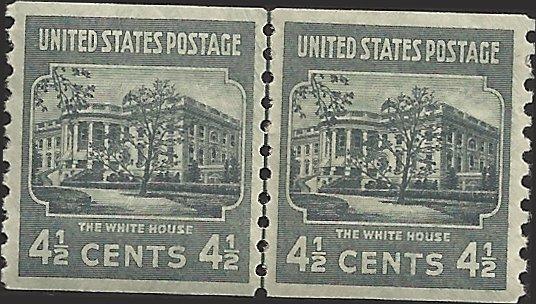 UNITED STATES POSTAGE
THE WHITE HOUSE
4½ CENTS 4½
UNITED STATES POSTAGE
THE WHITE HOUSE
4½ CENTS 4½